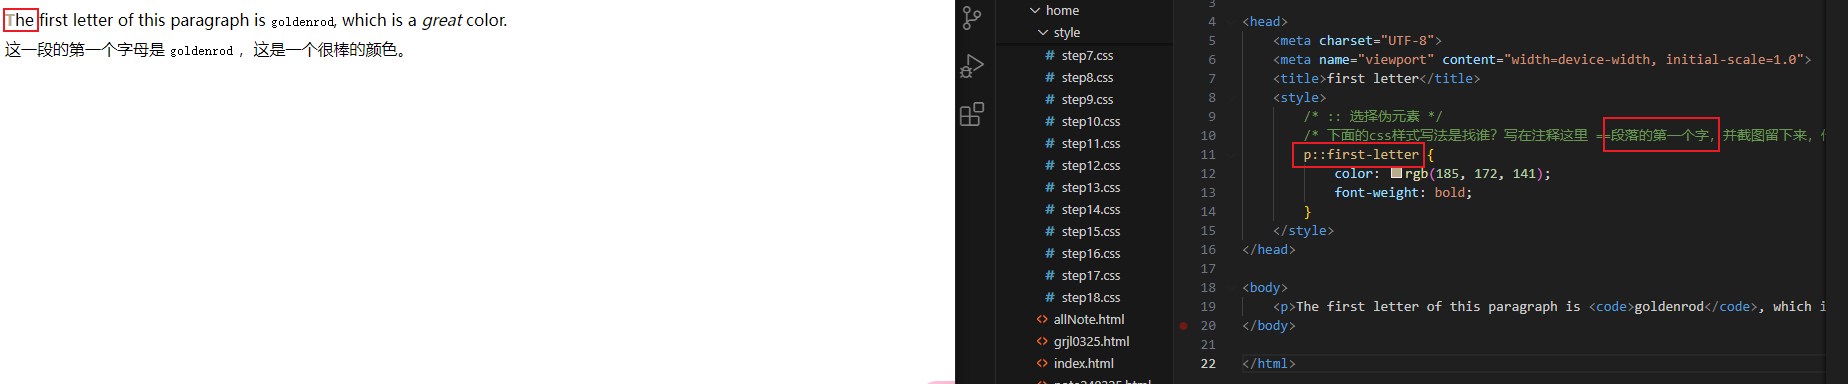 The first letter of this paragraph is goldenrod, which is a great color.
这一段的第一个字母是 goldenrod ，这是一个很棒的颜色。
home
style
# step7.css
# step8.css
# step9.css
# step10.css
# step11.css
# step12.css
# step13.css
# step14.css
# step15.css
# step16.css
# step17.css
# step18.css
<> allNote.html
<> grjl0325.html
<> index.html
3
4 <head>
5 <meta charset="UTF-8">
6 <meta name="viewport" content="width=device-width, initial-scale=1.0">
7 <title>first letter</title>
8 <style>
9 /* :: 选择伪元素 */
10 /* 下面的css样式写法是找谁? 写在注释这里 ==段落的第一个字, 并截图留下来,
11 p::first-letter {
12 color: rgb(185, 172, 141);
13 font-weight: bold;
14 }
15 </style>
16 </head>
17
18 <body>
19 <p>The first letter of this paragraph is <code>goldenrod</code>, which i
20 </body>
21
22 </html>